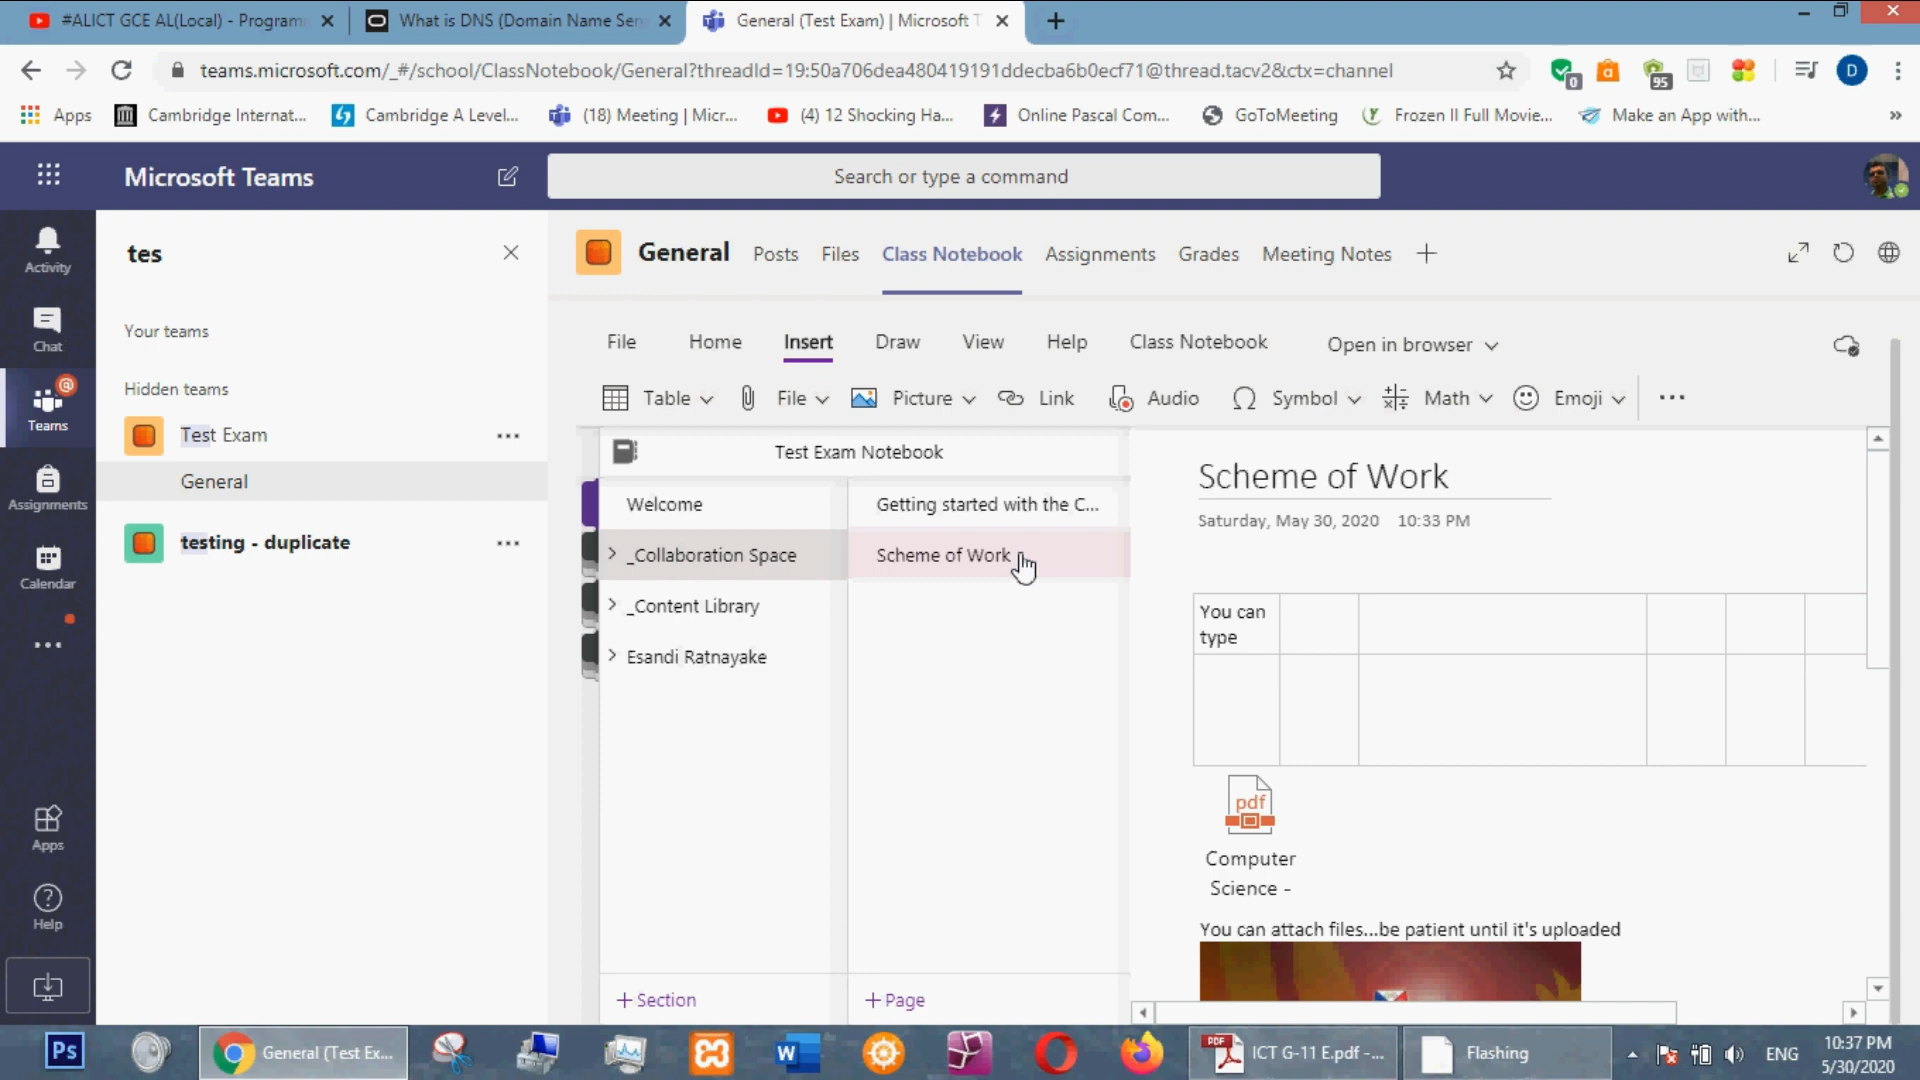 #ALICT GCE AL(Local) - Program
What is DNS (Domain Name Ser
General (Test Exam) | Microsoft T
teams.microsoft.com/_#/school/ClassNotebook/General?threadId=19:50a706dea480419191ddecba6b0ecf71@thread.tacv2&ctx=channel
0
a
95
D
Apps
Cambridge Internat...
Cambridge A Level...
(18) Meeting | Micr...
(4) 12 Shocking Ha...
Online Pascal Com...
GoToMeeting
Frozen II Full Movie...
Make an App with...
»
Microsoft Teams
Search or type a command
Activity
Chat
Teams
Assignments
Calendar
Apps
Help
tes
Your teams
Hidden teams
Test Exam
General
testing - duplicate
General
Posts
Files
Class Notebook
Assignments
Grades
Meeting Notes
File
Home
Insert
Draw
View
Help
Class Notebook
Open in browser
Table
File
Picture
Link
Audio
Symbol
Math
Emoji
Test Exam Notebook
Welcome
_Collaboration Space
_Content Library
Esandi Ratnayake
+ Section
Getting started with the C...
Scheme of Work
+ Page
Scheme of Work
Saturday, May 30, 2020 10:33 PM
You can
type
pdf
Computer
Science -
You can attach files...be patient until it's uploaded
Ps
General (Test Ex...
W
PDF
ICT G-11 E.pdf -...
Flashing
ENG
10:37 PM
5/30/2020